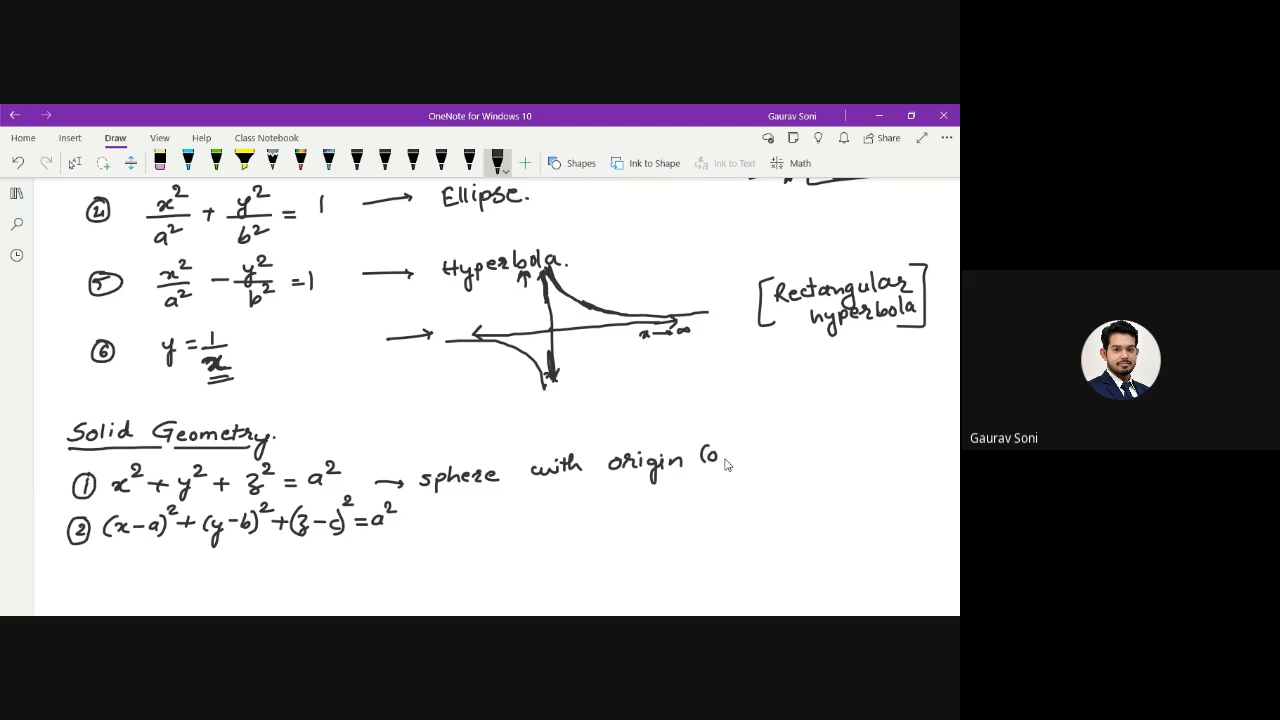 OneNote for Windows 10
Gaurav Soni
Home Insert Draw View Help Class Notebook
Share
Shapes Ink to Shape Ink to Text Math
④ x²/a² + y²/b² = 1 → Ellipse.
⑤ x²/a² − y²/b² = 1 → Hyperbola.
[Rectangular
hyperbola]
⑥ y = 1/x →
x → ∞
Solid Geometry.
① x² + y² + z² = a² → sphere with origin (0
② (x−a)² + (y−b)² + (z−c)² = a²
Gaurav Soni